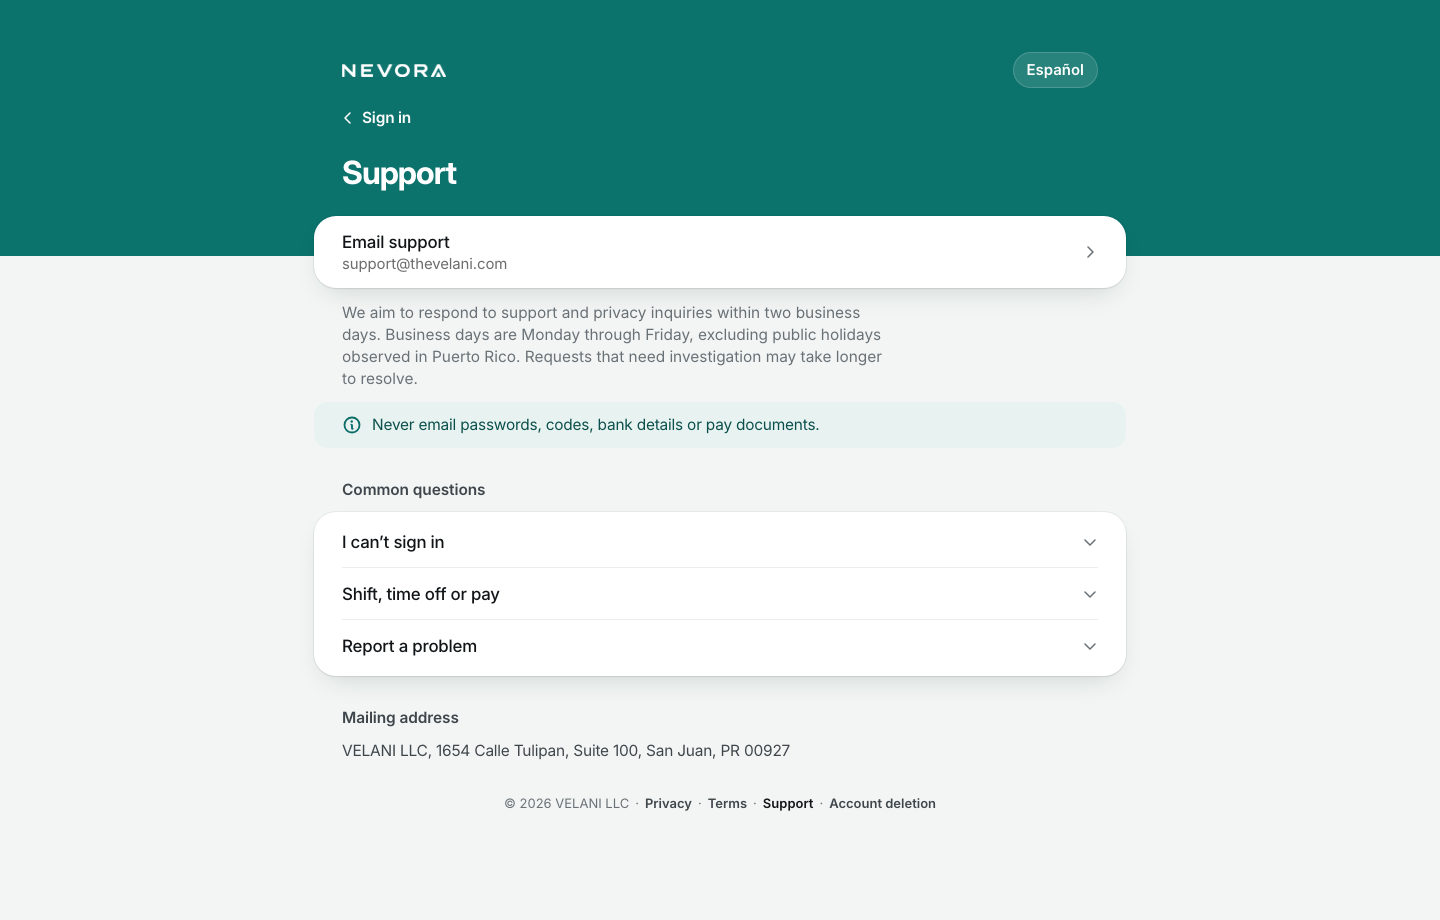 NEVORA
Español
Sign in
Support
Email support
support@thevelani.com
We aim to respond to support and privacy inquiries within two business
days. Business days are Monday through Friday, excluding public holidays
observed in Puerto Rico. Requests that need investigation may take longer
to resolve.
Never email passwords, codes, bank details or pay documents.
Common questions
I can’t sign in
Shift, time off or pay
Report a problem
Mailing address
VELANI LLC, 1654 Calle Tulipan, Suite 100, San Juan, PR 00927
© 2026 VELANI LLC · Privacy · Terms · Support · Account deletion